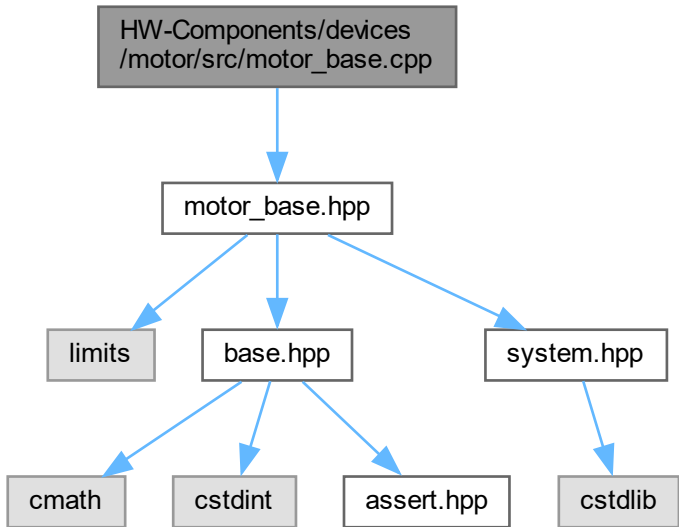 HW-Components/devices
/motor/src/motor_base.cpp
motor_base.hpp
limits
base.hpp
system.hpp
cmath
cstdint
assert.hpp
cstdlib